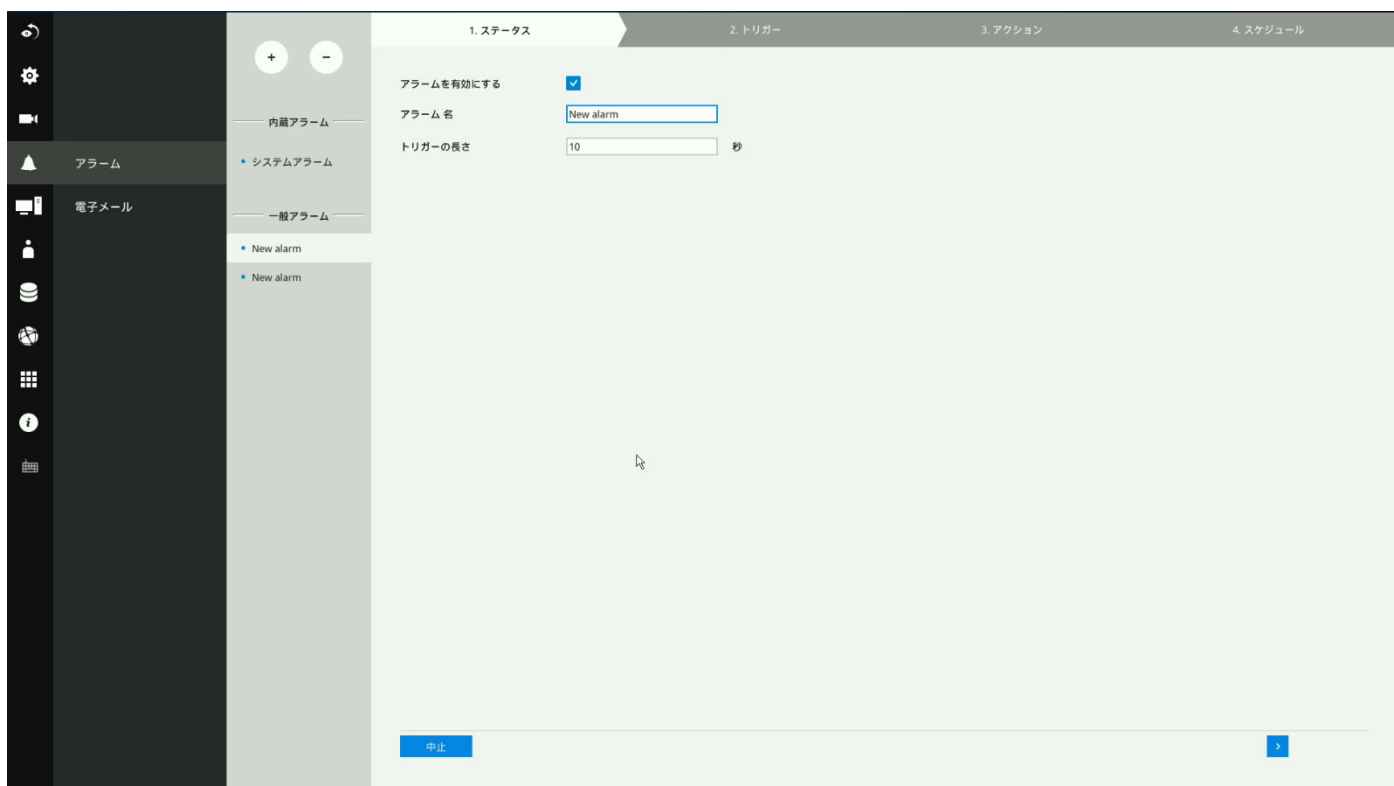 1. ステータス
2. トリガー
3. アクション
4. スケジュール
+
-
アラームを有効にする
内蔵アラーム
アラーム 名
New alarm
トリガーの長さ
10
秒
アラーム
システムアラーム
電子メール
一般アラーム
New alarm
New alarm
中止
>